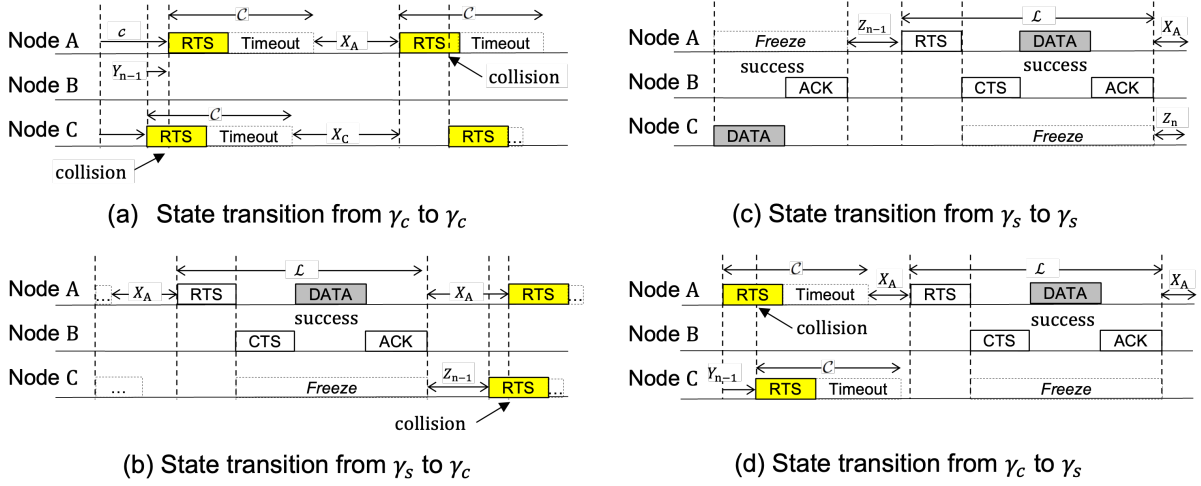 𝒞 𝒞
c
Node A RTS Timeout X_A RTS Timeout
Y_n−1 collision
Node B
𝒞
Node C RTS Timeout X_C RTS ...
collision
(a) State transition from γ_c to γ_c
Z_n−1 ℒ X_A
Node A Freeze RTS DATA
success success
Node B ACK CTS ACK
Node C DATA Freeze Z_n
(c) State transition from γ_s to γ_s
ℒ
Node A ... X_A RTS DATA X_A RTS ...
success
Node B CTS ACK
Node C ... Freeze Z_n−1 RTS ...
collision
(b) State transition from γ_s to γ_c
𝒞 ℒ X_A
Node A RTS Timeout X_A RTS DATA
collision success
Node B CTS ACK
𝒞
Node C Y_n−1 RTS Timeout Freeze
(d) State transition from γ_c to γ_s